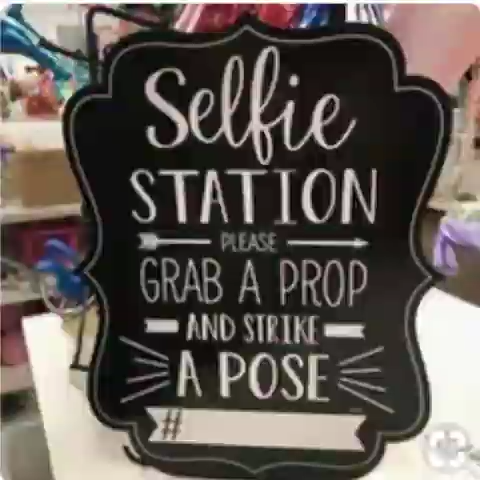 Selfie
STATION
PLEASE
GRAB A PROP
AND STRIKE
A POSE
#